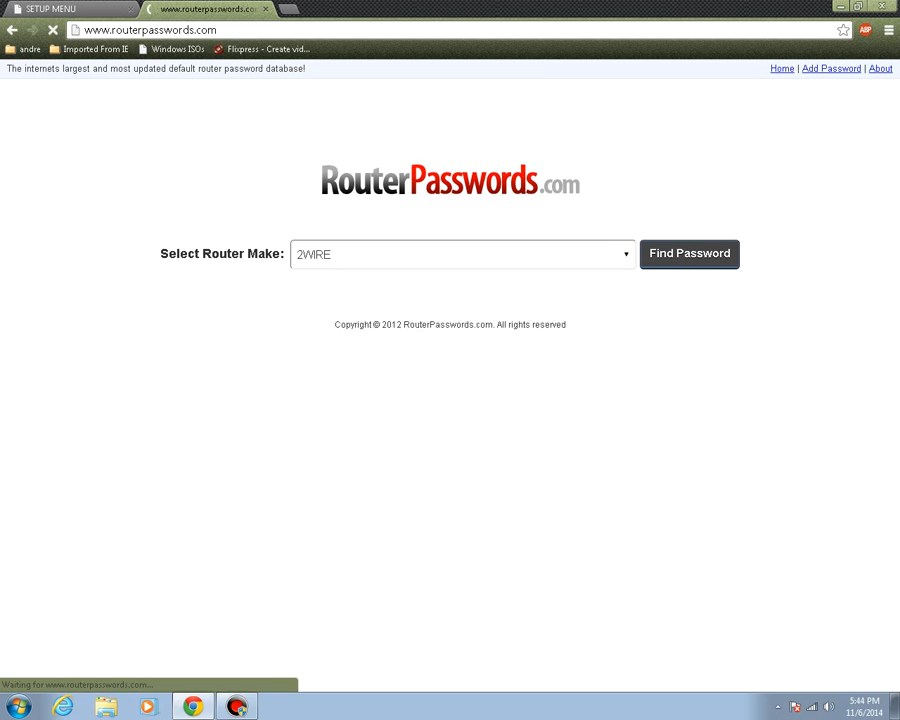 SETUP MENU
www.routerpasswords.co
www.routerpasswords.com
ABP
andre
Imported From IE
Windows ISOs
Flixpress - Create vid...
The internets largest and most updated default router password database!
Home | Add Password | About
RouterPasswords.com
Select Router Make:
2WIRE
Find Password
Copyright © 2012 RouterPasswords.com. All rights reserved
Waiting for www.routerpasswords.com...
5:44 PM
11/6/2014